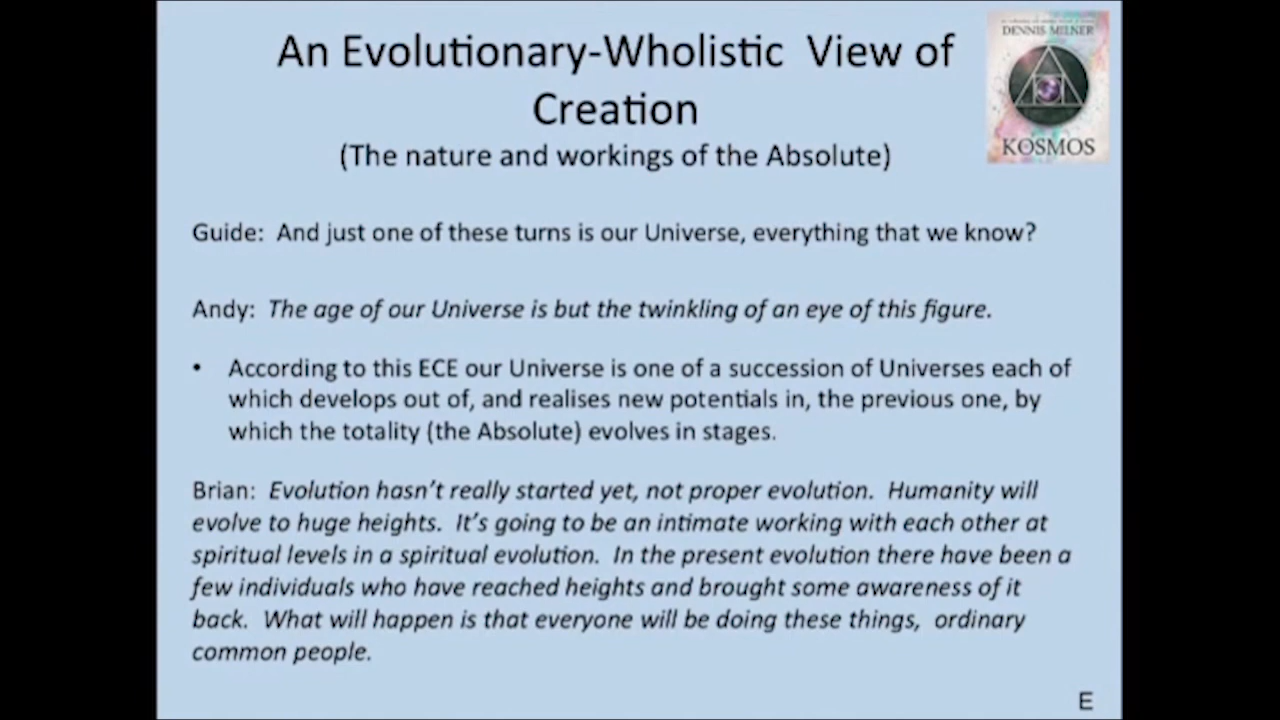 An Evolutionary-Wholistic View of
Creation
(The nature and workings of the Absolute)
DENNIS MILNER
KOSMOS
Guide: And just one of these turns is our Universe, everything that we know?
Andy: The age of our Universe is but the twinkling of an eye of this figure.
• According to this ECE our Universe is one of a succession of Universes each of
which develops out of, and realises new potentials in, the previous one, by
which the totality (the Absolute) evolves in stages.
Brian: Evolution hasn't really started yet, not proper evolution. Humanity will
evolve to huge heights. It's going to be an intimate working with each other at
spiritual levels in a spiritual evolution. In the present evolution there have been a
few individuals who have reached heights and brought some awareness of it
back. What will happen is that everyone will be doing these things, ordinary
common people.
E